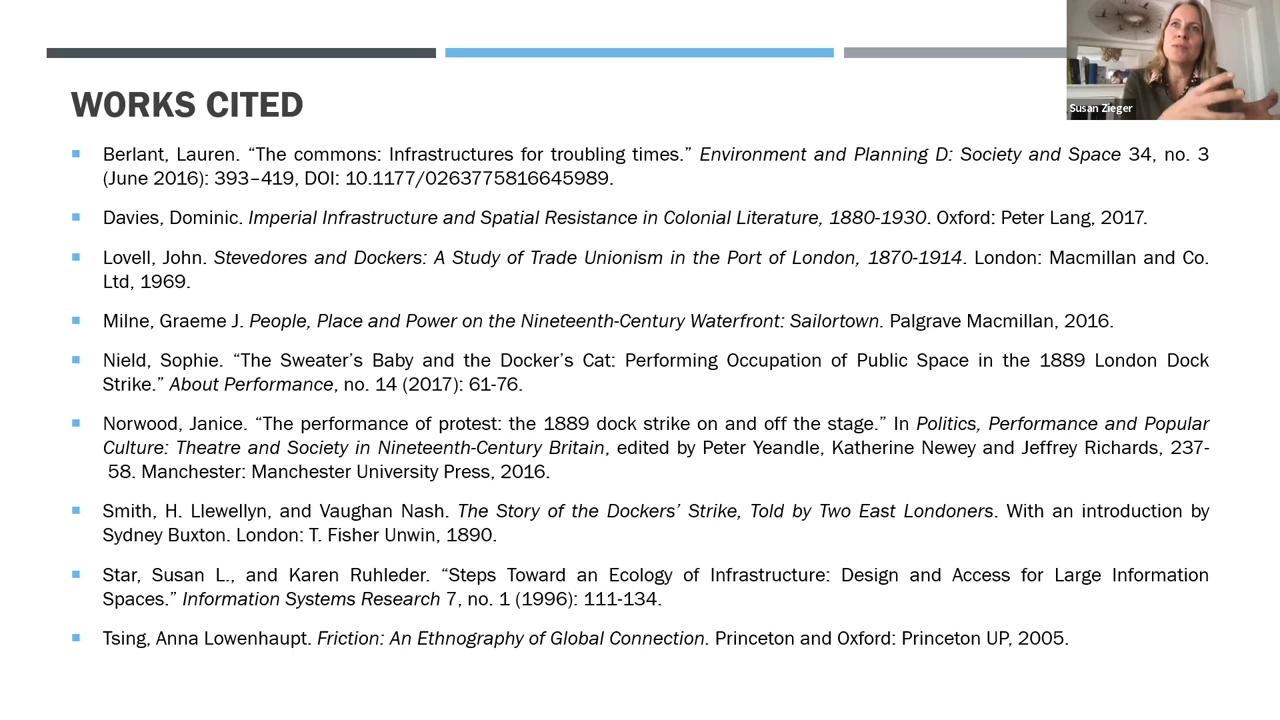 WORKS CITED
Susan Zieger
Berlant, Lauren. “The commons: Infrastructures for troubling times.” Environment and Planning D: Society and Space 34, no. 3
(June 2016): 393–419, DOI: 10.1177/0263775816645989.
Davies, Dominic. Imperial Infrastructure and Spatial Resistance in Colonial Literature, 1880-1930. Oxford: Peter Lang, 2017.
Lovell, John. Stevedores and Dockers: A Study of Trade Unionism in the Port of London, 1870-1914. London: Macmillan and Co.
Ltd, 1969.
Milne, Graeme J. People, Place and Power on the Nineteenth-Century Waterfront: Sailortown. Palgrave Macmillan, 2016.
Nield, Sophie. “The Sweater’s Baby and the Docker’s Cat: Performing Occupation of Public Space in the 1889 London Dock
Strike.” About Performance, no. 14 (2017): 61-76.
Norwood, Janice. “The performance of protest: the 1889 dock strike on and off the stage.” In Politics, Performance and Popular
Culture: Theatre and Society in Nineteenth-Century Britain, edited by Peter Yeandle, Katherine Newey and Jeffrey Richards, 237-
58. Manchester: Manchester University Press, 2016.
Smith, H. Llewellyn, and Vaughan Nash. The Story of the Dockers’ Strike, Told by Two East Londoners. With an introduction by
Sydney Buxton. London: T. Fisher Unwin, 1890.
Star, Susan L., and Karen Ruhleder. “Steps Toward an Ecology of Infrastructure: Design and Access for Large Information
Spaces.” Information Systems Research 7, no. 1 (1996): 111-134.
Tsing, Anna Lowenhaupt. Friction: An Ethnography of Global Connection. Princeton and Oxford: Princeton UP, 2005.